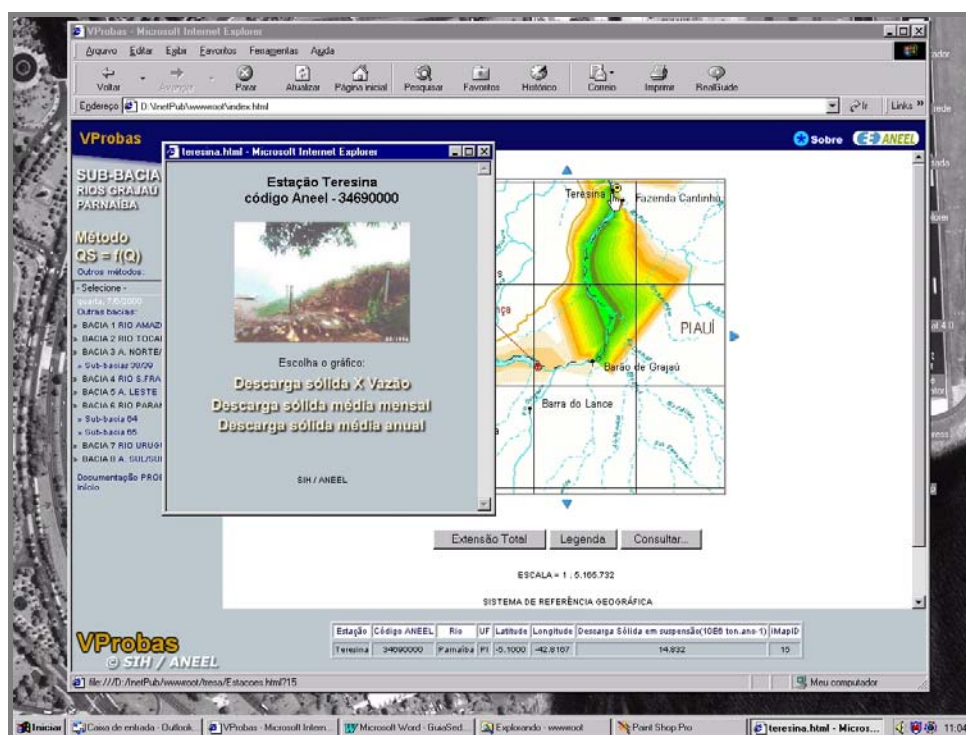 VProbas - Microsoft Internet Explorer
Arquivo Editar Exibir Favoritos Ferramentas Ajuda
Voltar Avançar Parar Atualizar Página inicial Pesquisar Favoritos Histórico Correio Imprimir RealGuide
Endereço D:\InetPub\wwwroot\index.html Ir Links »
VProbas
Sobre ANEEL
SUB-BACIA
RIOS GRAJAÚ
PARNAÍBA
Método
QS = f(Q)
Outros métodos:
- Selecione -
quarta, 7/6/2000
Outras bacias:
» BACIA 1 RIO AMAZ
» BACIA 2 RIO TOCA
» BACIA 3 A. NORTE/
» Sub-bacias 38/39
» BACIA 4 RIO S.FRA
» BACIA 5 A. LESTE
» BACIA 6 RIO PARAN
» Sub-bacia 64
» Sub-bacia 65
» BACIA 7 RIO URUG
» BACIA 8 A. SUL/SU
Documentação PRO
Início
teresina.html - Microsoft Internet Explorer
Estação Teresina
código Aneel - 34690000
Escolha o gráfico:
Descarga sólida X Vazão
Descarga sólida média mensal
Descarga sólida média anual
SIH / ANEEL
Teresina
Fazenda Cantinho
PIAUÍ
Barão de Grajaú
Barra do Lance
Extensão Total Legenda Consultar...
ESCALA = 1 : 5.165.732
SISTEMA DE REFERÊNCIA GEOGRÁFICA
Estação Código ANEEL Rio UF Latitude Longitude Descarga Sólida em suspensão(10E6 ton.ano-1) iMapID
Teresina 34690000 Parnaíba PI -5.1000 -42.8167 14,832 15
VProbas
© SIH / ANEEL
file:///D:/InetPub/wwwroot/tresa/Estacoes.html?15 Meu computador
Iniciar Caixa de entrada - Outlook... VProbas - Microsoft Intern... Microsoft Word - GuiaSed... Explorando - wwwroot Paint Shop Pro teresina.html - Micros... 11:04